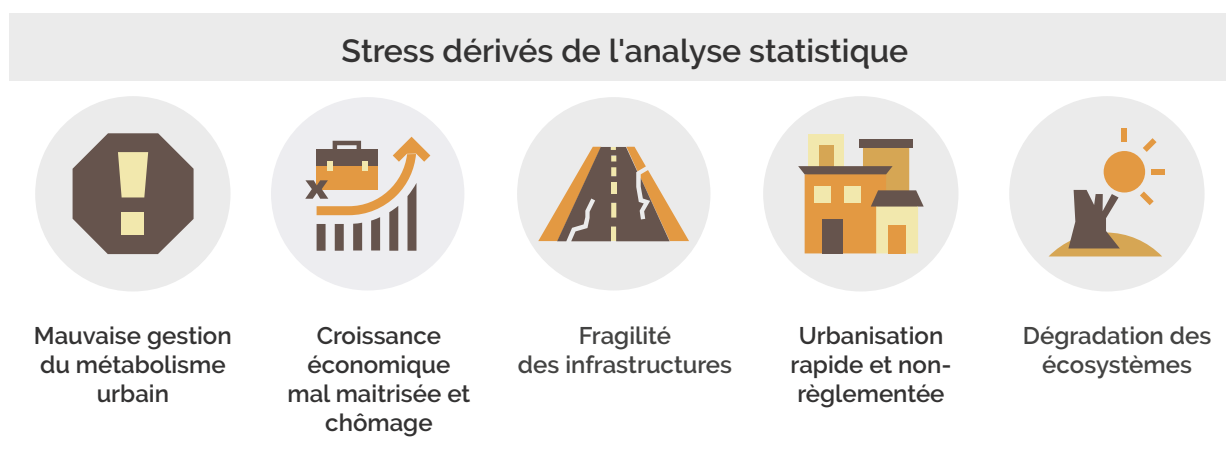 Stress dérivés de l'analyse statistique
Mauvaise gestion
du métabolisme
urbain
Croissance
économique
mal maitrisée et
chômage
Fragilité
des infrastructures
Urbanisation
rapide et non-
règlementée
Dégradation des
écosystèmes